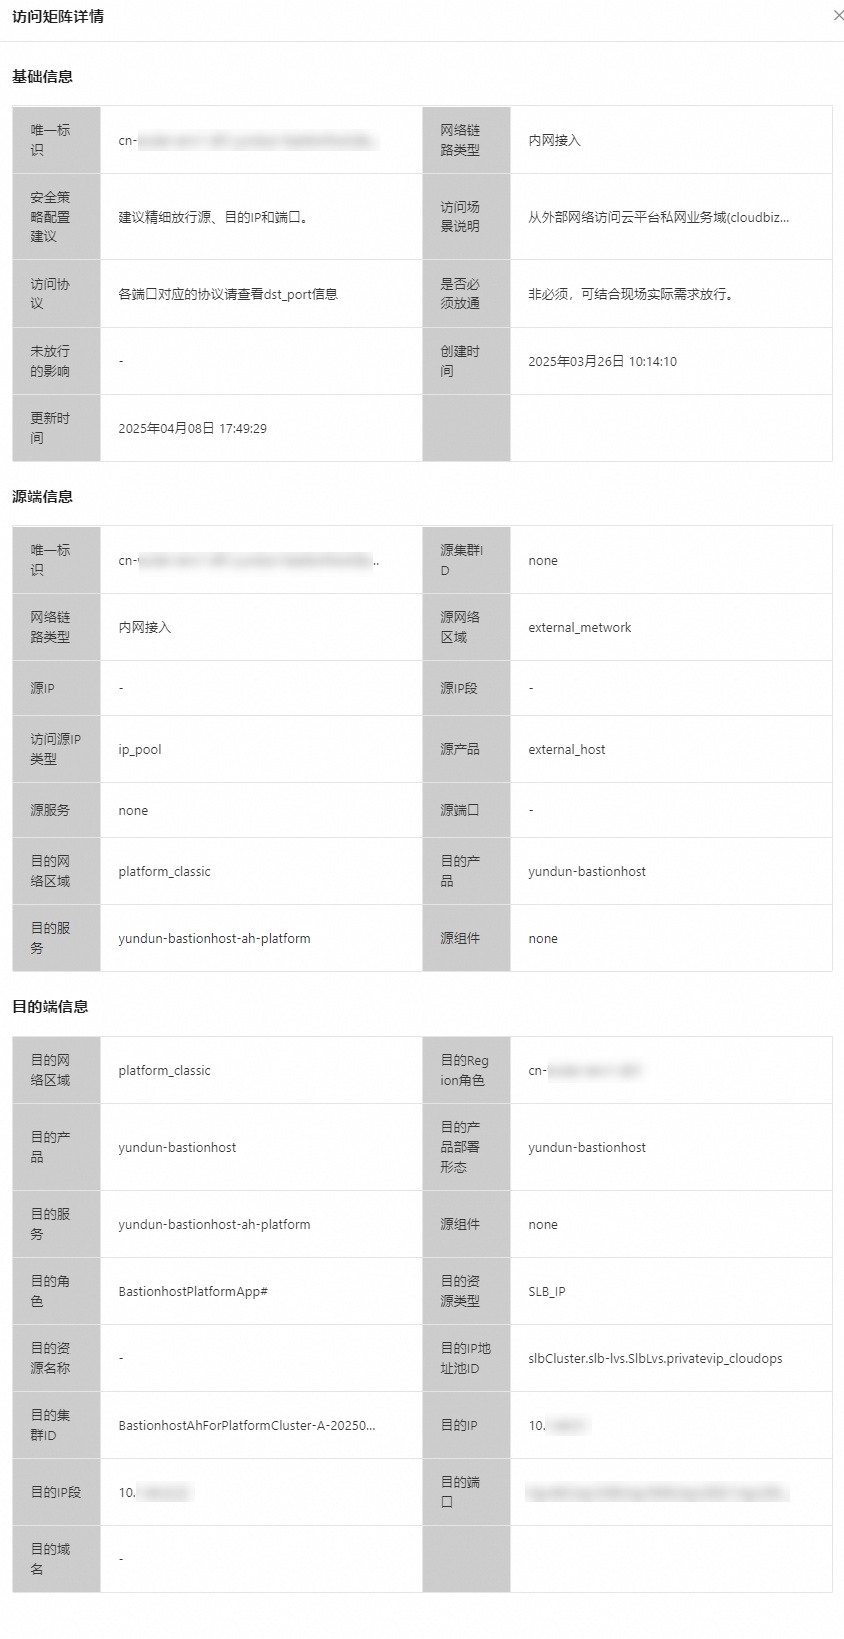 访问矩阵详情
基础信息
唯一标
识
cn-
网络链
路类型
内网接入
安全策
略配置
建议
建议精细放行源、目的IP和端口。
访问场
景说明
从外部网络访问云平台私网业务域(cloudbiz...
访问协
议
各端口对应的协议请查看dst_port信息
是否必
须放通
非必须，可结合现场实际需求放行。
未放行
的影响
-
创建时
间
2025年03月26日 10:14:10
更新时
间
2025年04月08日 17:49:29
源端信息
唯一标
识
cn-
..
源集群I
D
none
网络链
路类型
内网接入
源网络
区域
external_metwork
源IP
-
源IP段
-
访问源IP
类型
ip_pool
源产品
external_host
源服务
none
源端口
-
目的网
络区域
platform_classic
目的产
品
yundun-bastionhost
目的服
务
yundun-bastionhost-ah-platform
源组件
none
目的端信息
目的网
络区域
platform_classic
目的Reg
ion角色
cn-
目的产
品
yundun-bastionhost
目的产
品部署
形态
yundun-bastionhost
目的服
务
yundun-bastionhost-ah-platform
源组件
none
目的角
色
BastionhostPlatformApp#
目的资
源类型
SLB_IP
目的资
源名称
-
目的IP地
址池ID
slbCluster.slb-lvs.SlbLvs.privatevip_cloudops
目的集
群ID
BastionhostAhForPlatformCluster-A-20250...
目的IP
10.
目的IP段
10.
目的端
口
目的域
名
-